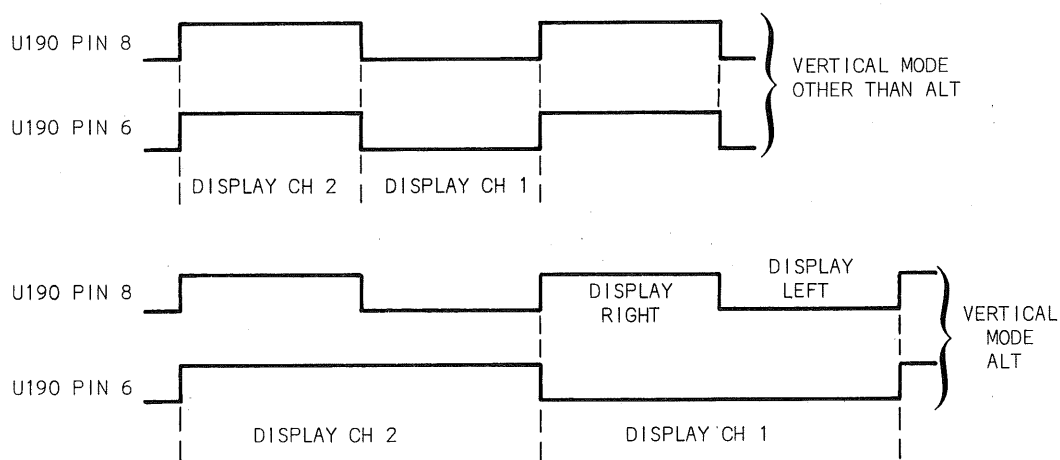 U190 PIN 8
VERTICAL MODE
OTHER THAN ALT
U190 PIN 6
DISPLAY CH 2
DISPLAY CH 1
U190 PIN 8
DISPLAY
RIGHT
DISPLAY
LEFT
VERTICAL
MODE
ALT
U190 PIN 6
DISPLAY CH 2
DISPLAY CH 1